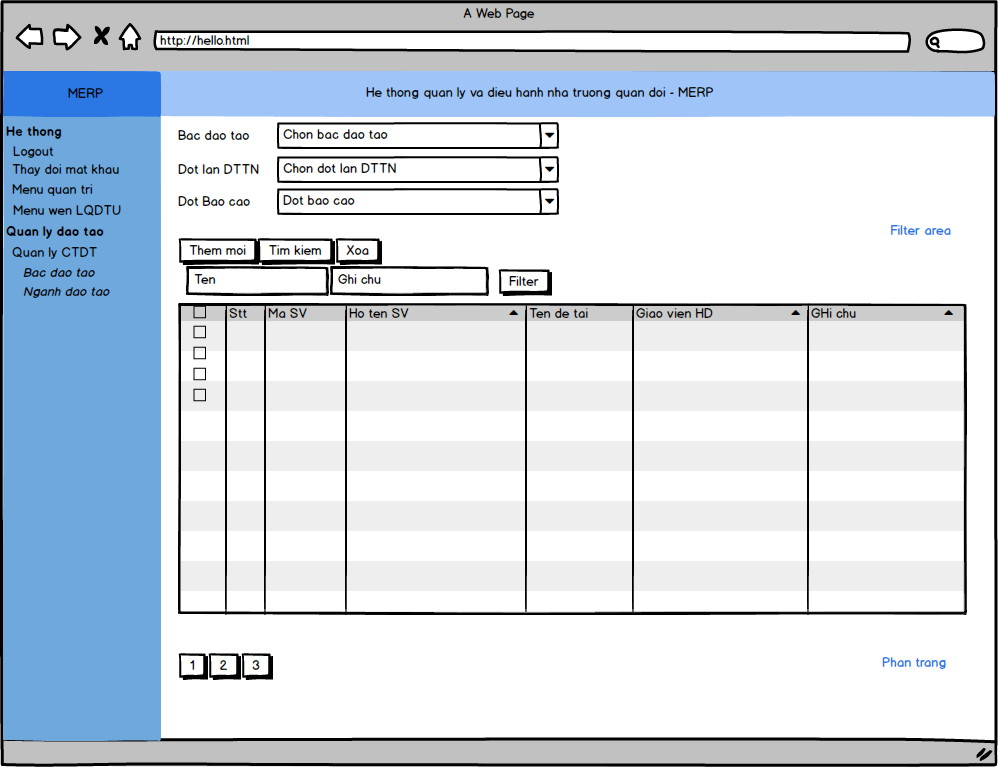 A Web Page
http://hello.html
MERP
He thong quan ly va dieu hanh nha truong quan doi - MERP
He thong
Logout
Thay doi mat khau
Menu quan tri
Menu wen LQDTU
Quan ly dao tao
Quan ly CTDT
Bac dao tao
Nganh dao tao
Bac dao tao Chon bac dao tao
Dot lan DTTN Chon dot lan DTTN
Dot Bao cao Dot bao cao
Filter area
Them moi Tim kiem Xoa
Ten Ghi chu Filter
Stt Ma SV Ho ten SV Ten de tai Giao vien HD GHi chu
1 2 3
Phan trang